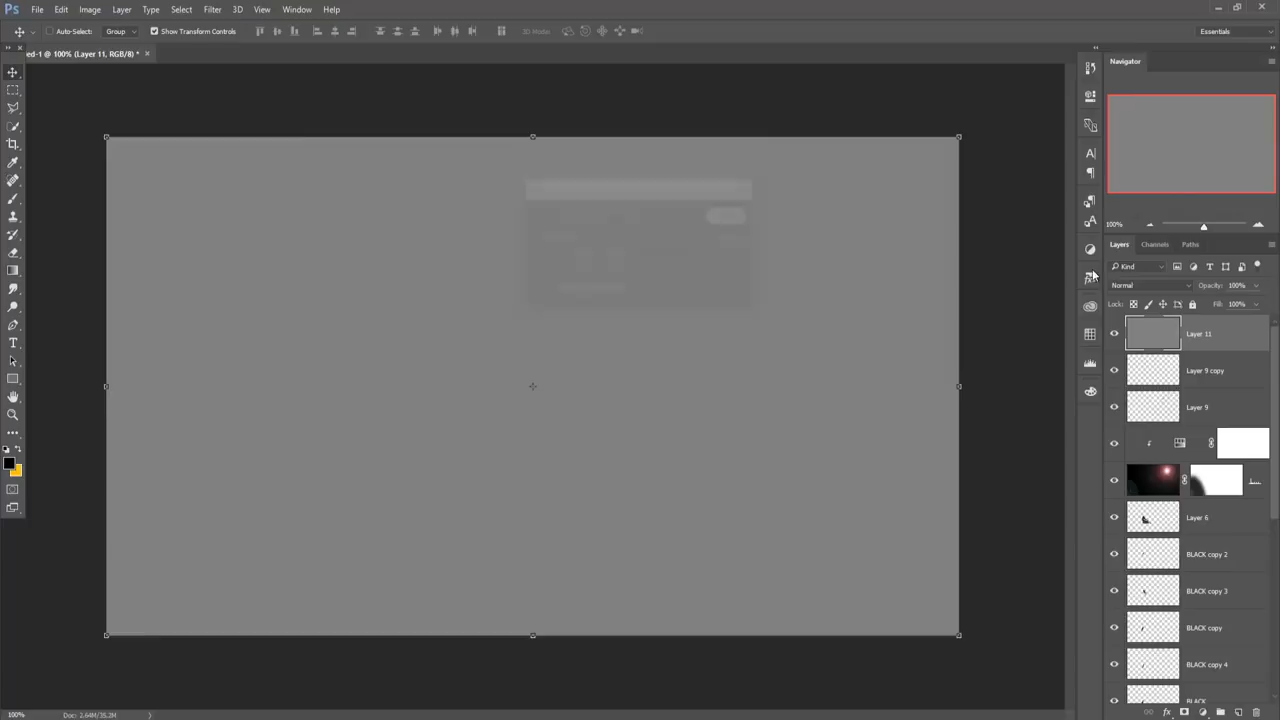 Ps File Edit Image Layer Type Select Filter 3D View Window Help
Auto-Select: Group Show Transform Controls 3D Mode: Essentials
ed-1 @ 100% (Layer 11, RGB/8) *
Navigator
100%
Layers Channels Paths
Kind
Normal Opacity: 100%
Lock: Fill: 100%
Layer 11
Layer 9 copy
Layer 9
Layer 6
BLACK copy 2
BLACK copy 3
BLACK copy
BLACK copy 4
BLACK
100% Doc: 2.64M/35.2M